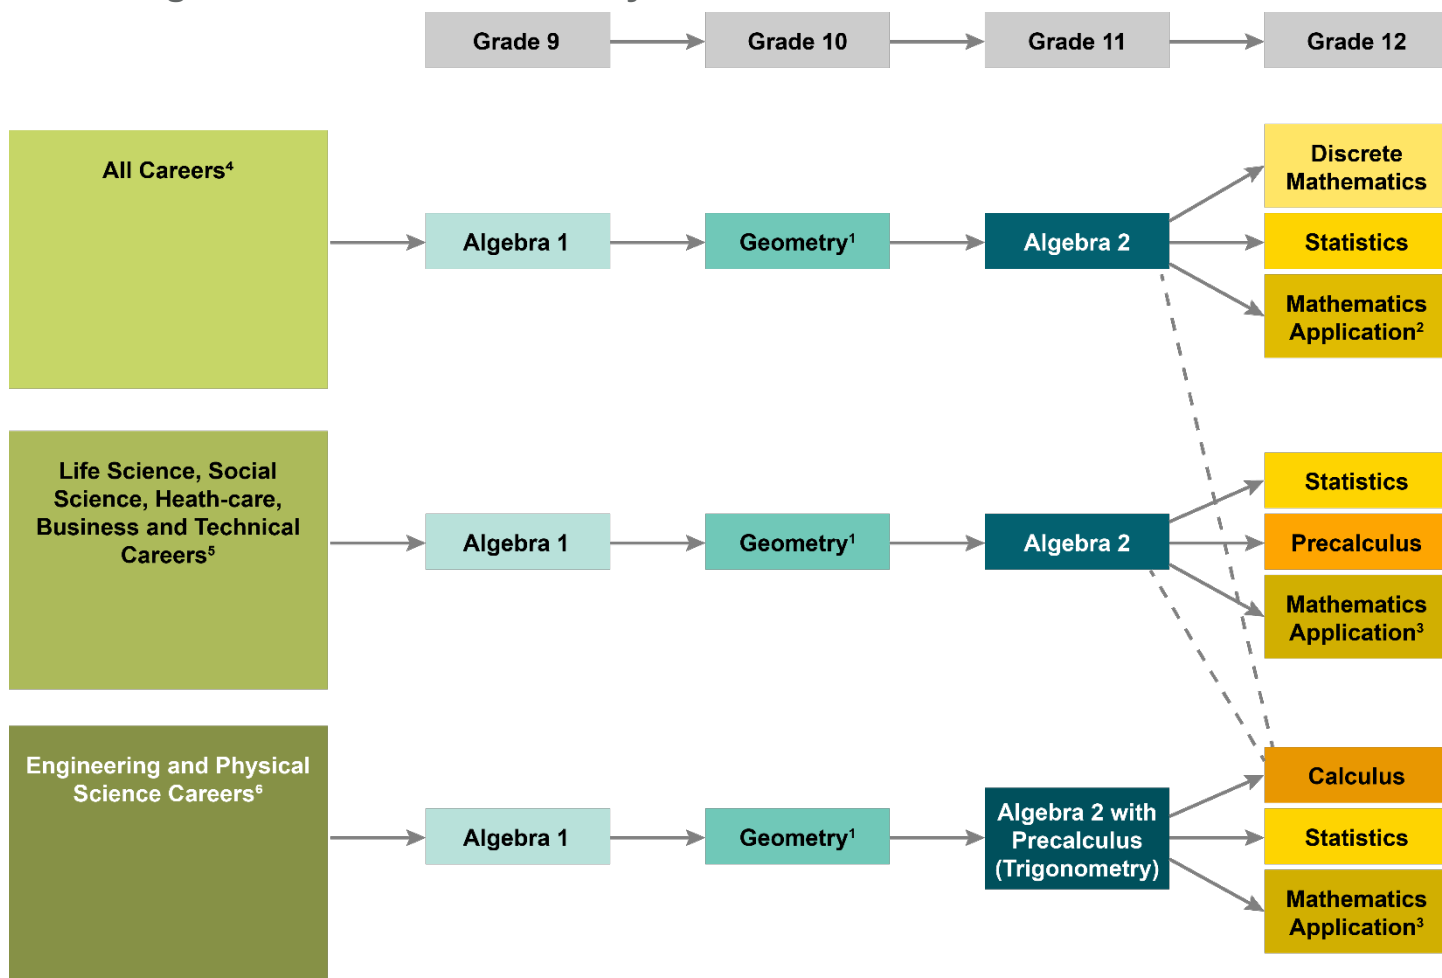 Grade 9
Grade 10
Grade 11
Grade 12
All Careers⁴
Algebra 1
Geometry¹
Algebra 2
Discrete
Mathematics
Statistics
Mathematics
Application²
Life Science, Social
Science, Heath-care,
Business and Technical
Careers⁵
Algebra 1
Geometry¹
Algebra 2
Statistics
Precalculus
Mathematics
Application³
Engineering and Physical
Science Careers⁶
Algebra 1
Geometry¹
Algebra 2 with
Precalculus
(Trigonometry)
Calculus
Statistics
Mathematics
Application³